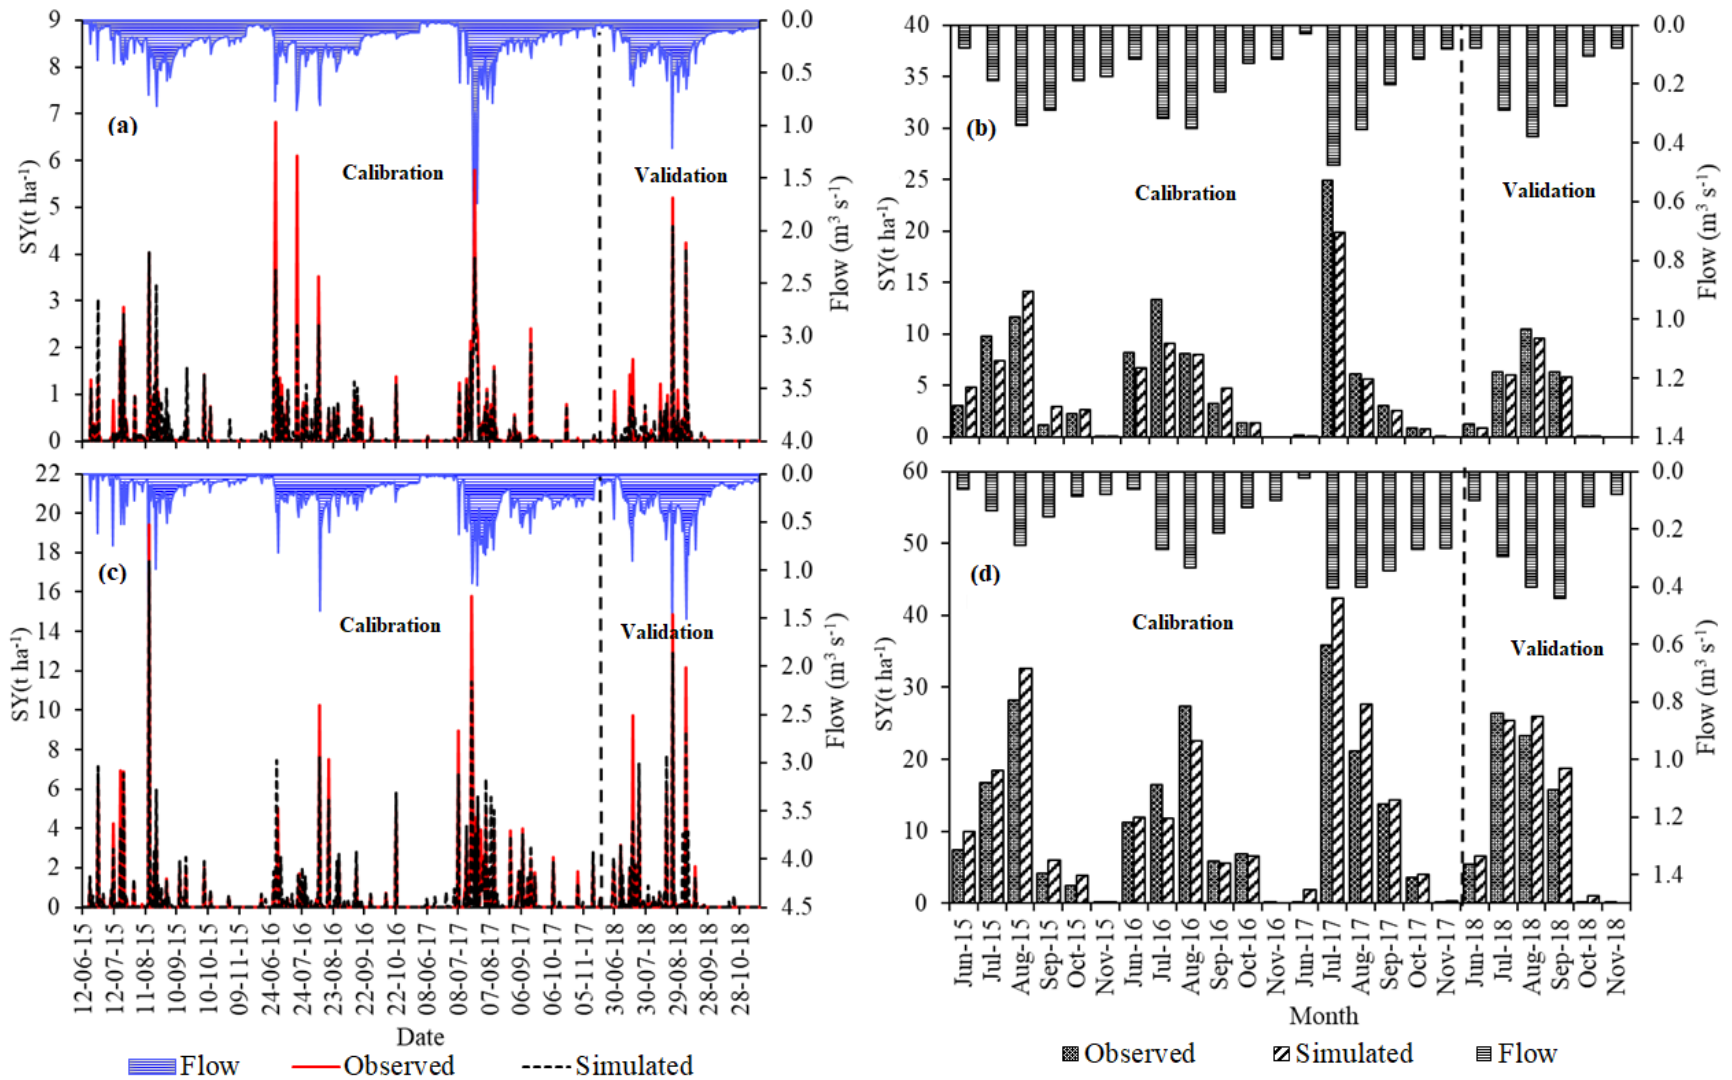 9
8
7
6
5
4
3
2
1
0
SY(t ha-1)
(a)
Calibration
Validation
0.0
0.5
1.0
1.5
2.0
2.5
3.0
3.5
4.0
Flow (m3 s-1)
40
35
30
25
20
15
10
5
0
SY(t ha-1)
(b)
Calibration
Validation
0.0
0.2
0.4
0.6
0.8
1.0
1.2
1.4
Flow (m3 s-1)
22
20
18
16
14
12
10
8
6
4
2
0
SY(t ha-1)
(c)
Calibration
Validation
0.0
0.5
1.0
1.5
2.0
2.5
3.0
3.5
4.0
4.5
Flow (m3 s-1)
12-06-15
12-07-15
11-08-15
10-09-15
10-10-15
09-11-15
24-06-16
24-07-16
23-08-16
22-09-16
22-10-16
08-06-17
08-07-17
07-08-17
06-09-17
06-10-17
05-11-17
30-06-18
30-07-18
29-08-18
28-09-18
28-10-18
Date
Flow
Observed
Simulated
60
50
40
30
20
10
0
SY(t ha-1)
(d)
Calibration
Validation
0.0
0.2
0.4
0.6
0.8
1.0
1.2
1.4
Flow (m3 s-1)
Jun-15
Jul-15
Aug-15
Sep-15
Oct-15
Nov-15
Jun-16
Jul-16
Aug-16
Sep-16
Oct-16
Nov-16
Jun-17
Jul-17
Aug-17
Sep-17
Oct-17
Nov-17
Jun-18
Jul-18
Aug-18
Sep-18
Oct-18
Nov-18
Month
Observed
Simulated
Flow